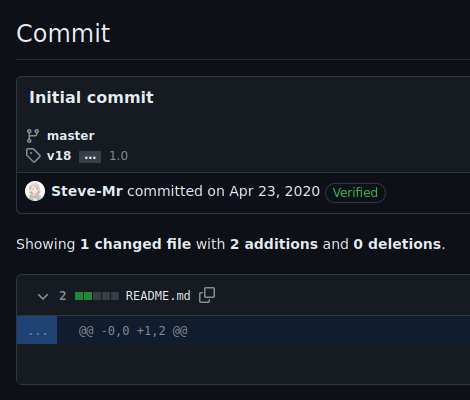 Commit
Initial commit
master
v18 ... 1.0
Steve-Mr committed on Apr 23, 2020 Verified
Showing 1 changed file with 2 additions and 0 deletions.
2 README.md
... @@ -0,0 +1,2 @@